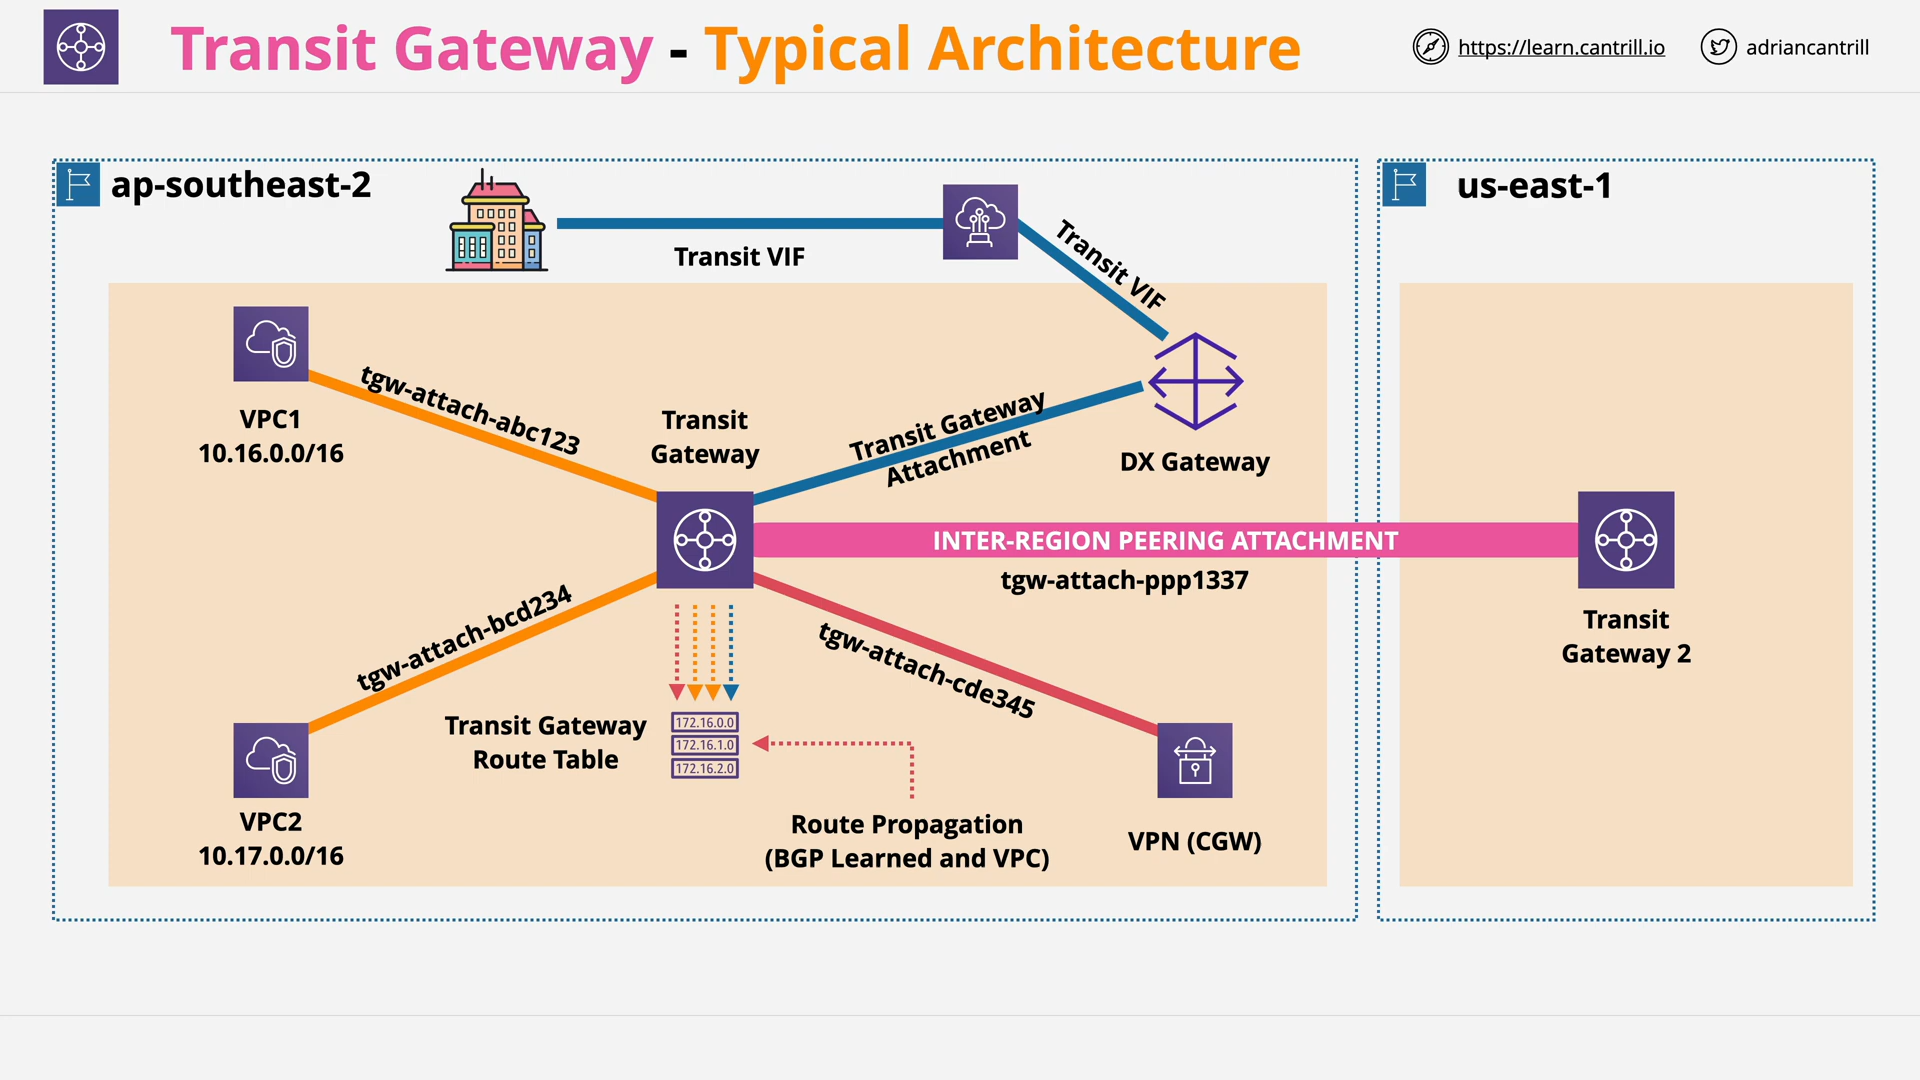 Transit Gateway - Typical Architecture
https://learn.cantrill.io
adriancantrill
ap-southeast-2
us-east-1
Transit VIF
Transit VIF
VPC1
10.16.0.0/16
tgw-attach-abc123
Transit
Gateway
Transit Gateway
Attachment
DX Gateway
INTER-REGION PEERING ATTACHMENT
tgw-attach-ppp1337
Transit
Gateway 2
tgw-attach-bcd234
tgw-attach-cde345
VPC2
10.17.0.0/16
Transit Gateway
Route Table
172.16.0.0
172.16.1.0
172.16.2.0
Route Propagation
(BGP Learned and VPC)
VPN (CGW)